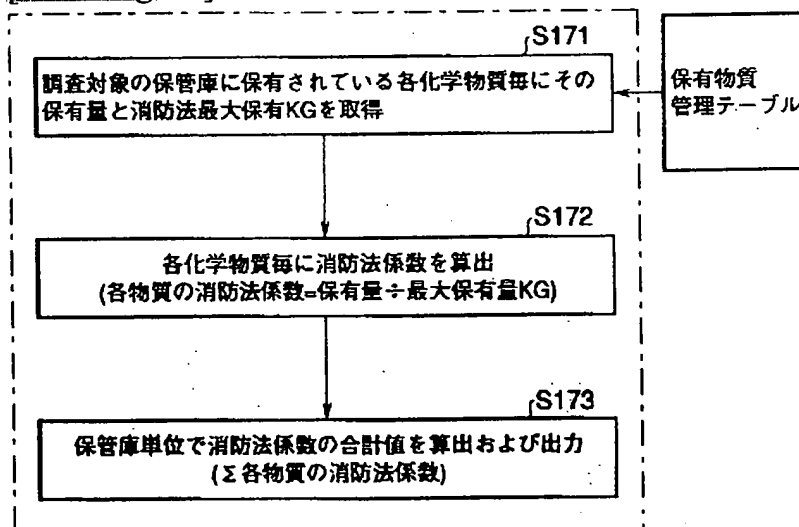 S171
調査対象の保管庫に保有されている各化学物質毎にその
保有量と消防法最大保有KGを取得
保有物質
管理テーブル
S172
各化学物質毎に消防法係数を算出
(各物質の消防法係数=保有量÷最大保有量KG)
S173
保管庫単位で消防法係数の合計値を算出および出力
(Σ各物質の消防法係数)